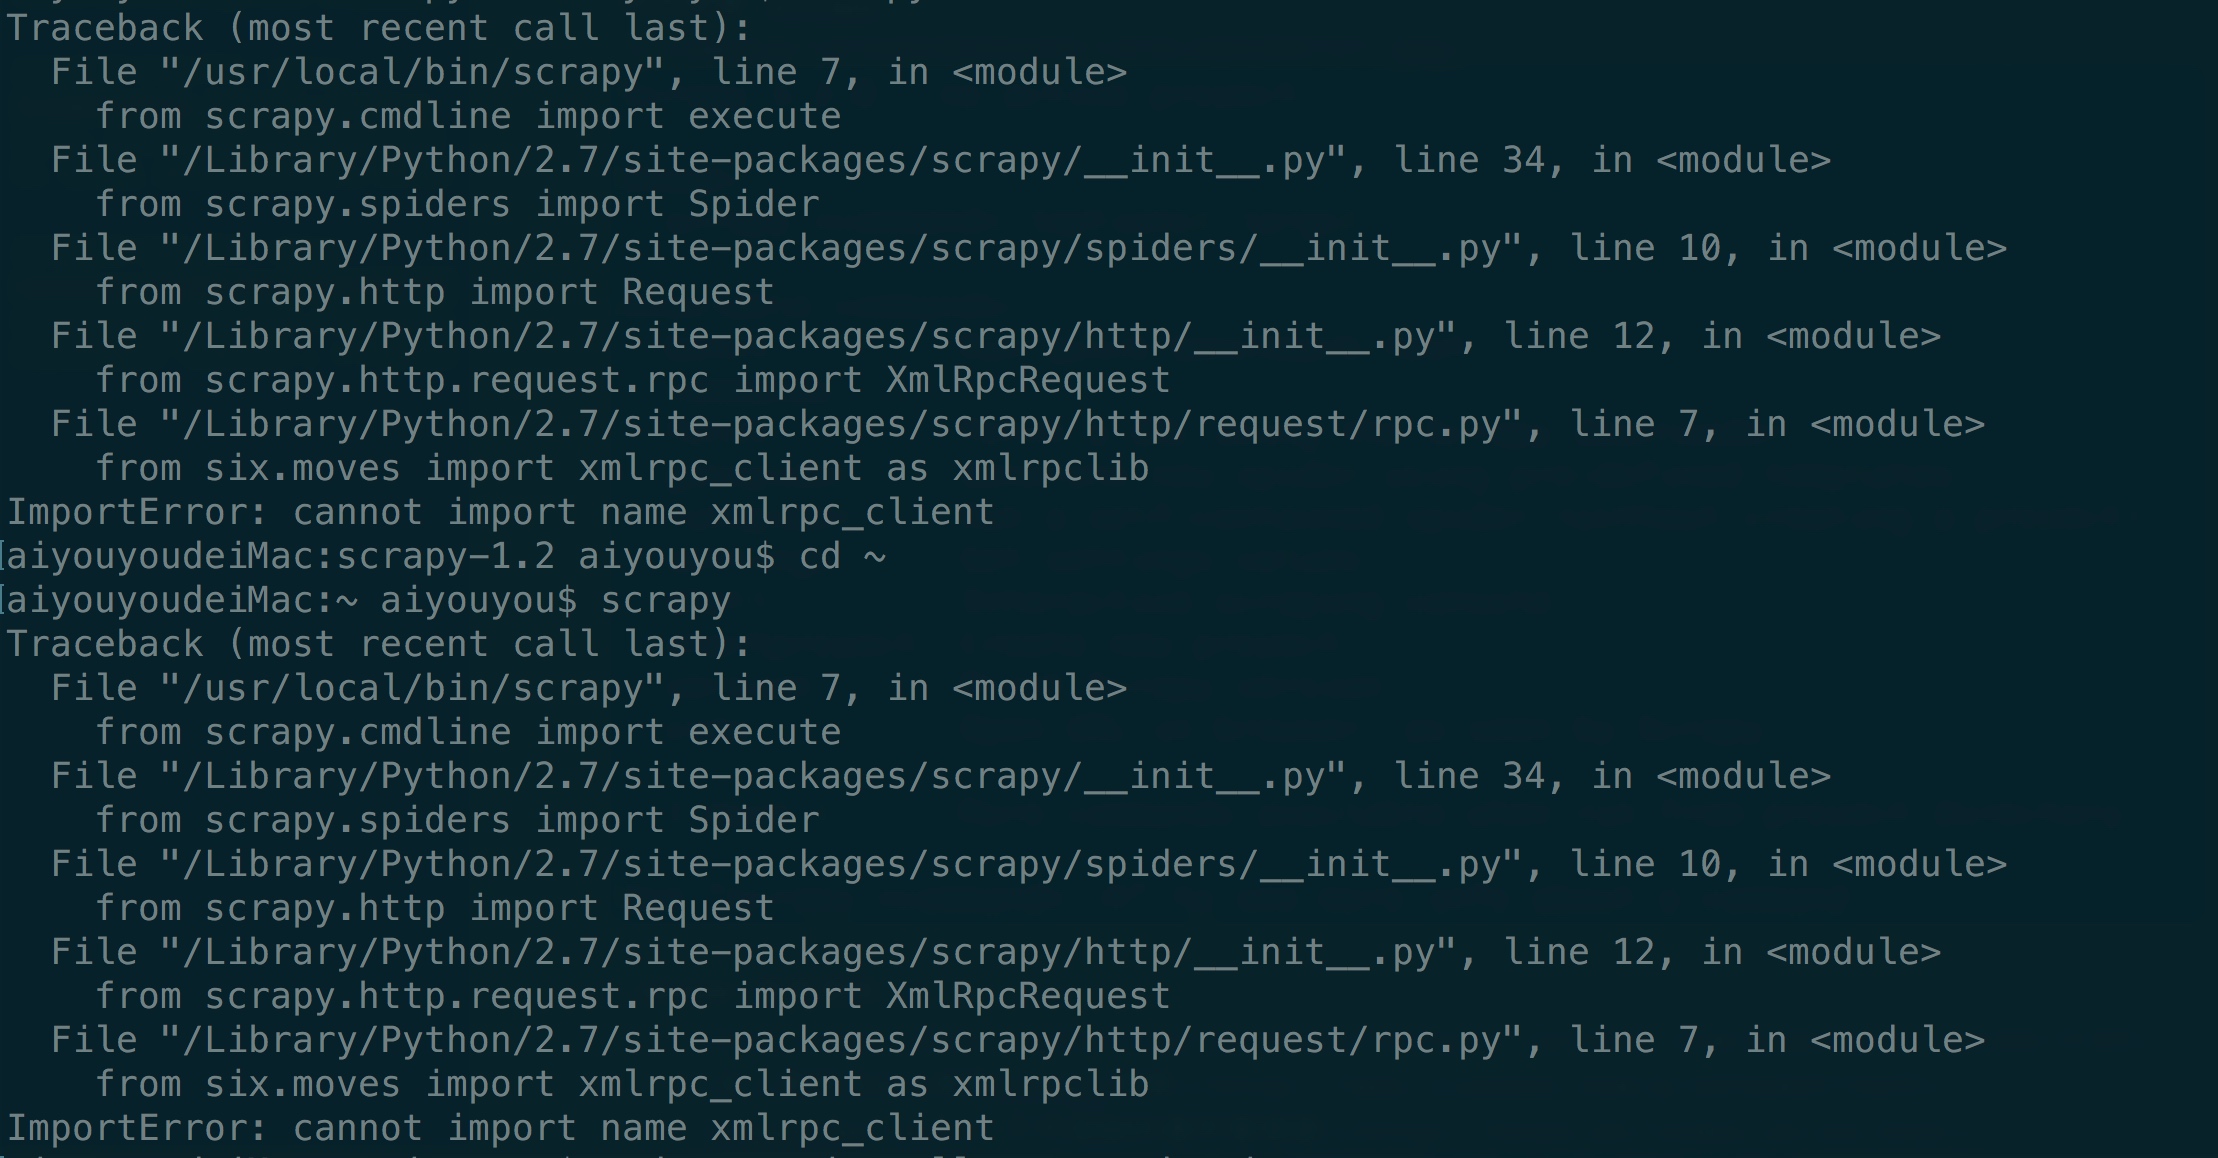 Traceback (most recent call last):
  File "/usr/local/bin/scrapy", line 7, in <module>
    from scrapy.cmdline import execute
  File "/Library/Python/2.7/site-packages/scrapy/__init__.py", line 34, in <module>
    from scrapy.spiders import Spider
  File "/Library/Python/2.7/site-packages/scrapy/spiders/__init__.py", line 10, in <module>
    from scrapy.http import Request
  File "/Library/Python/2.7/site-packages/scrapy/http/__init__.py", line 12, in <module>
    from scrapy.http.request.rpc import XmlRpcRequest
  File "/Library/Python/2.7/site-packages/scrapy/http/request/rpc.py", line 7, in <module>
    from six.moves import xmlrpc_client as xmlrpclib
ImportError: cannot import name xmlrpc_client
[aiyouyoudeiMac:scrapy-1.2 aiyouyou$ cd ~
[aiyouyoudeiMac:~ aiyouyou$ scrapy
Traceback (most recent call last):
  File "/usr/local/bin/scrapy", line 7, in <module>
    from scrapy.cmdline import execute
  File "/Library/Python/2.7/site-packages/scrapy/__init__.py", line 34, in <module>
    from scrapy.spiders import Spider
  File "/Library/Python/2.7/site-packages/scrapy/spiders/__init__.py", line 10, in <module>
    from scrapy.http import Request
  File "/Library/Python/2.7/site-packages/scrapy/http/__init__.py", line 12, in <module>
    from scrapy.http.request.rpc import XmlRpcRequest
  File "/Library/Python/2.7/site-packages/scrapy/http/request/rpc.py", line 7, in <module>
    from six.moves import xmlrpc_client as xmlrpclib
ImportError: cannot import name xmlrpc_client